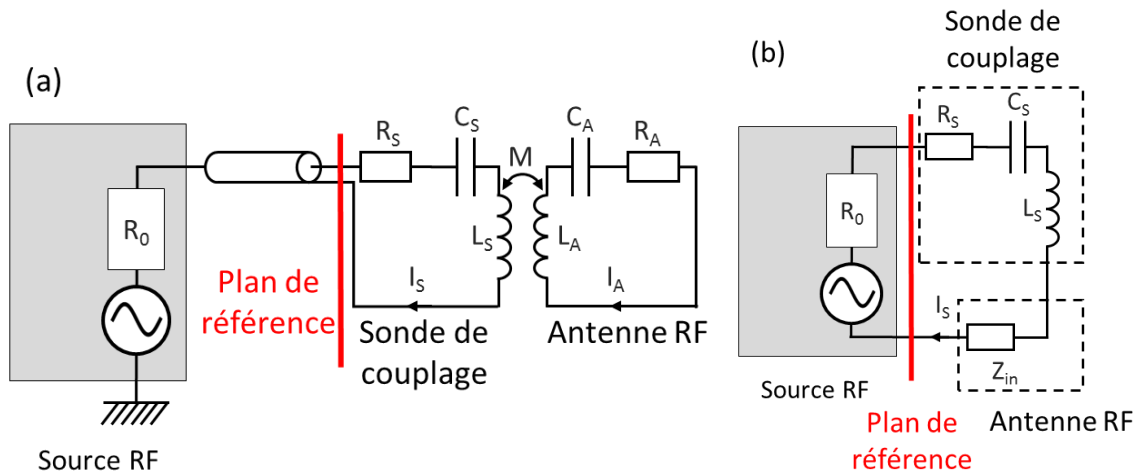 (a)
R0
Source RF
Plan de
référence
RS
CS
LS
IS
Sonde de
couplage
M
CA
RA
LA
IA
Antenne RF
(b)
Sonde de
couplage
RS
CS
LS
R0
IS
Zin
Source RF
Plan de
référence
Antenne RF